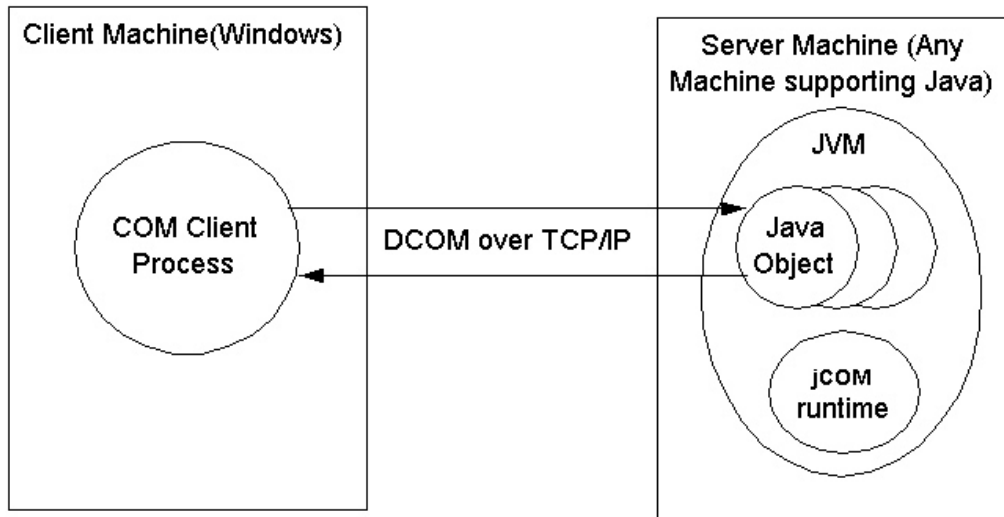 Client Machine(Windows)
COM Client
Process
DCOM over TCP/IP
Server Machine (Any
Machine supporting Java)
JVM
Java
Object
jCOM
runtime